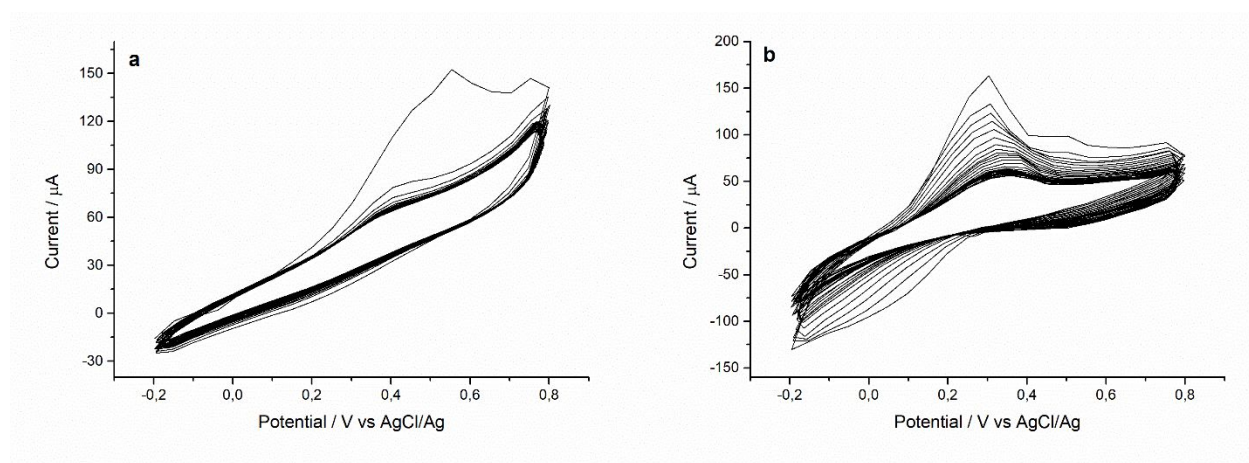 a
150
120
90
60
30
0
-30
-0,2 0,0 0,2 0,4 0,6 0,8
Current / μA
Potential / V vs AgCl/Ag
b
200
150
100
50
0
-50
-100
-150
-0,2 0,0 0,2 0,4 0,6 0,8
Current / μA
Potential / V vs AgCl/Ag